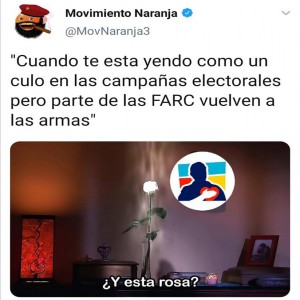 Movimiento Naranja
@MovNaranja3
"Cuando te esta yendo como un
culo en las campañas electorales
pero parte de las FARC vuelven a
las armas"
¿Y esta rosa?